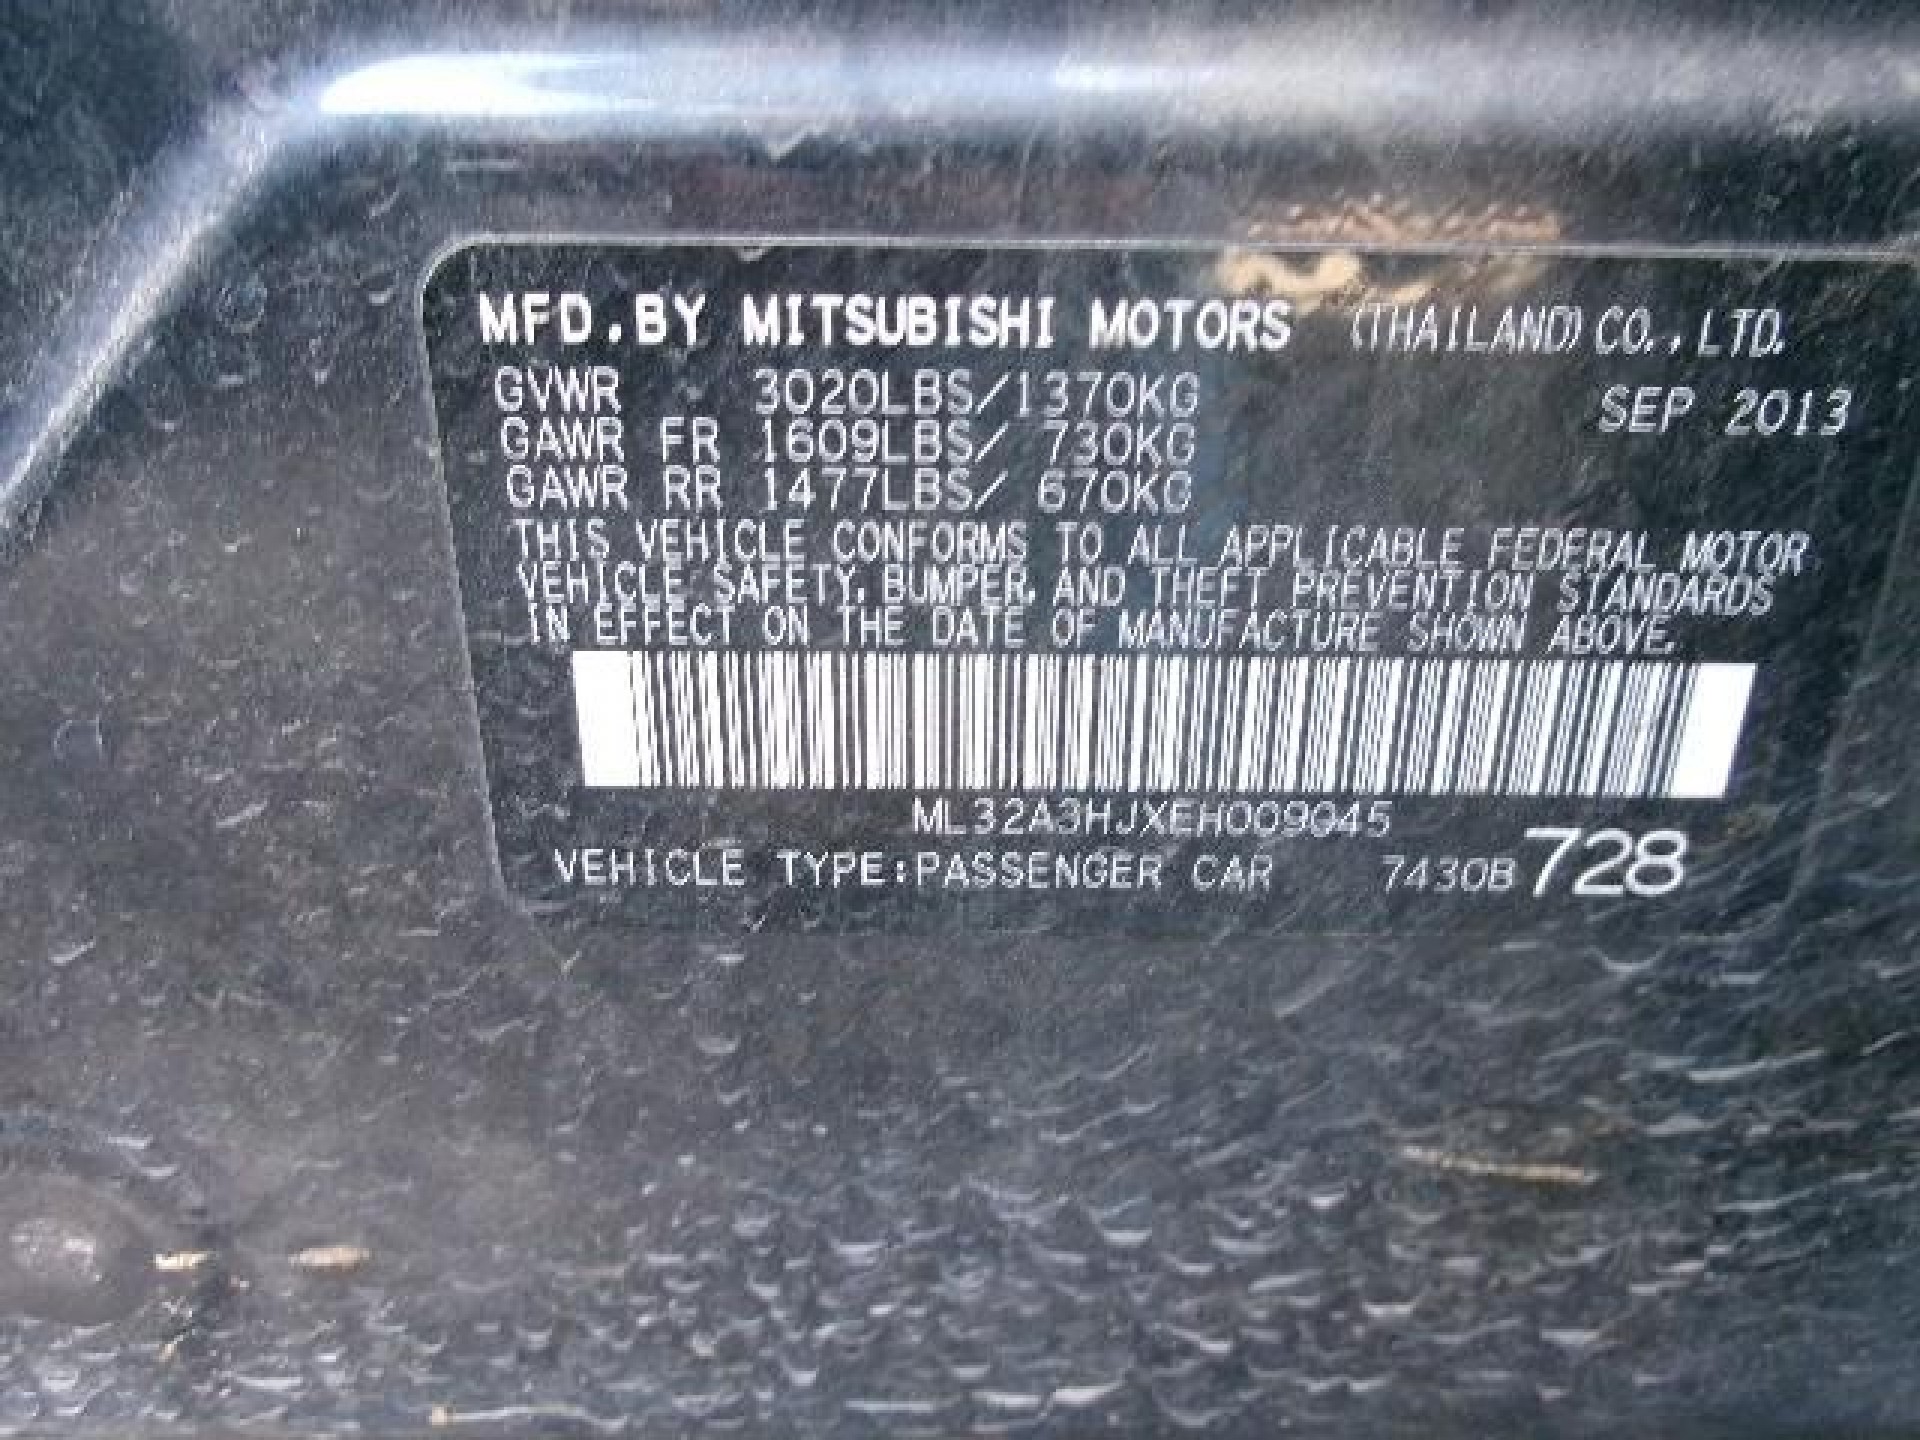 MFD.BY MITSUBISHI MOTORS (THAILAND) CO., LTD.
GVWR 3020LBS/1370KG SEP 2013
GAWR FR 1609LBS/ 730KG
GAWR RR 1477LBS/ 670KG
THIS VEHICLE CONFORMS TO ALL APPLICABLE FEDERAL MOTOR
VEHICLE SAFETY, BUMPER, AND THEFT PREVENTION STANDARDS
IN EFFECT ON THE DATE OF MANUFACTURE SHOWN ABOVE.
ML32A3HJXEH009045
VEHICLE TYPE:PASSENGER CAR 7430B 728